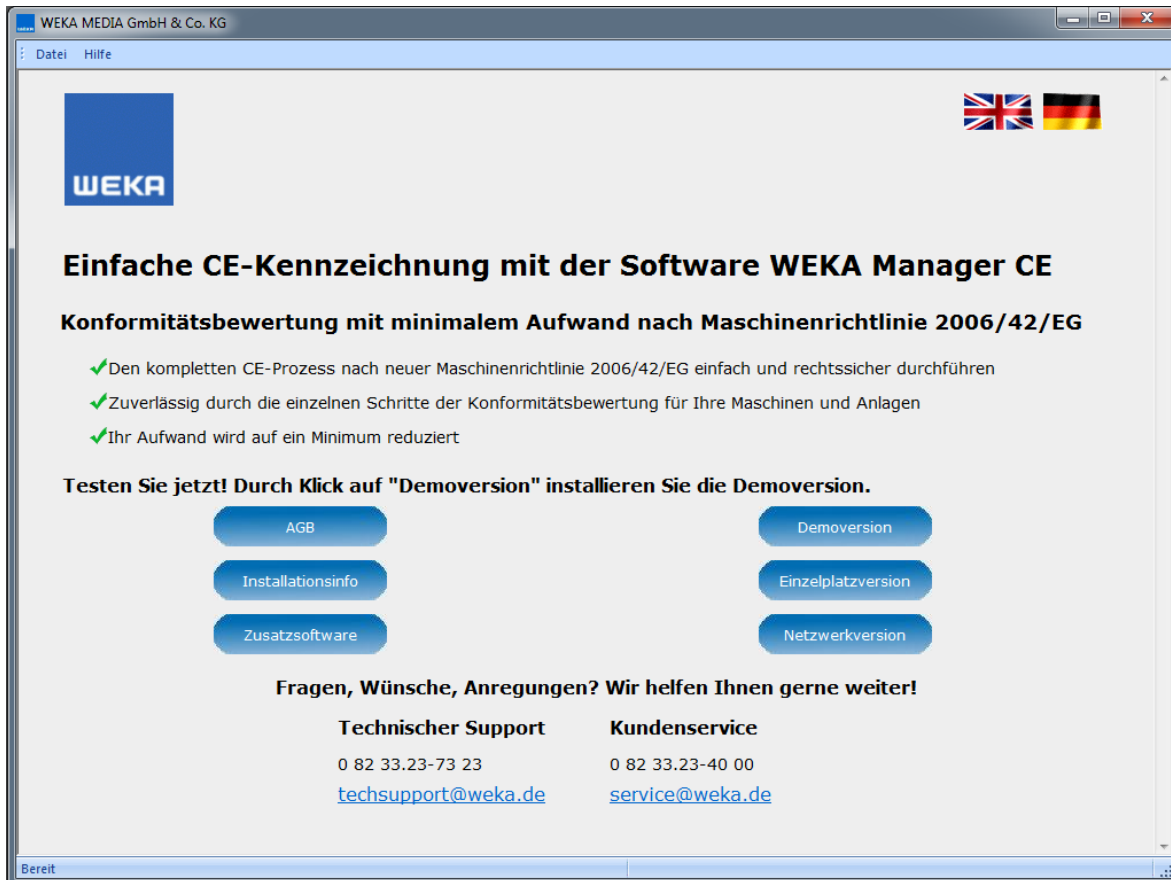 WEKA MEDIA GmbH & Co. KG
Datei Hilfe
WEKA
Einfache CE-Kennzeichnung mit der Software WEKA Manager CE
Konformitätsbewertung mit minimalem Aufwand nach Maschinenrichtlinie 2006/42/EG
Den kompletten CE-Prozess nach neuer Maschinenrichtlinie 2006/42/EG einfach und rechtssicher durchführen
Zuverlässig durch die einzelnen Schritte der Konformitätsbewertung für Ihre Maschinen und Anlagen
Ihr Aufwand wird auf ein Minimum reduziert
Testen Sie jetzt! Durch Klick auf "Demoversion" installieren Sie die Demoversion.
AGB Demoversion
Installationsinfo Einzelplatzversion
Zusatzsoftware Netzwerkversion
Fragen, Wünsche, Anregungen? Wir helfen Ihnen gerne weiter!
Technischer Support Kundenservice
0 82 33.23-73 23 0 82 33.23-40 00
techsupport@weka.de service@weka.de
Bereit